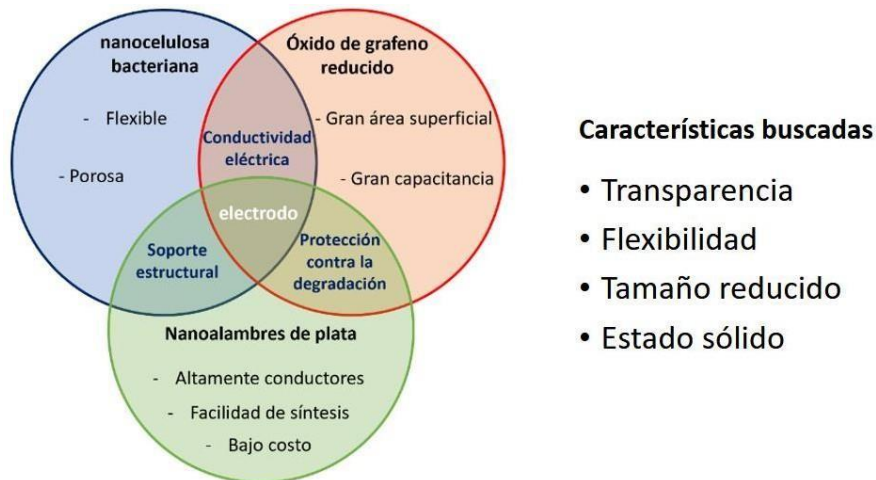 nanocelulosa
bacteriana
- Flexible
- Porosa
Óxido de grafeno
reducido
- Gran área superficial
- Gran capacitancia
Conductividad
eléctrica
electrodo
Soporte
estructural
Protección
contra la
degradación
Nanoalambres de plata
- Altamente conductores
- Facilidad de síntesis
- Bajo costo
Características buscadas
• Transparencia
• Flexibilidad
• Tamaño reducido
• Estado sólido